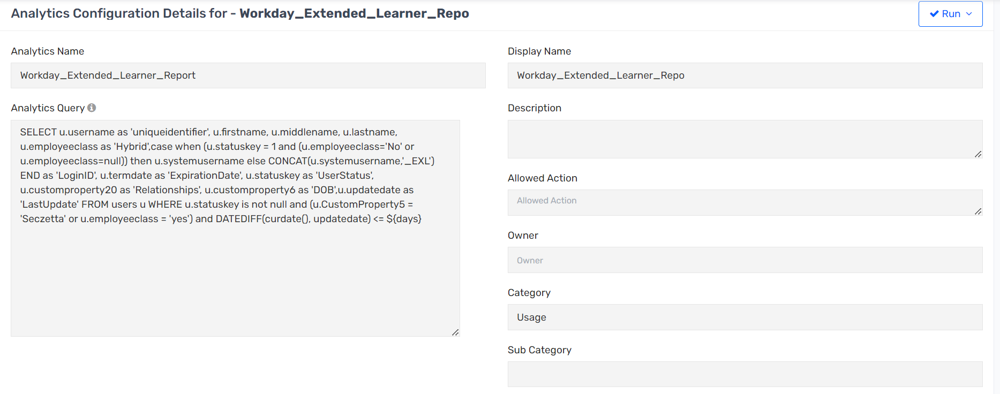 Analytics Configuration Details for - Workday_Extended_Learner_Repo
Run
Analytics Name
Workday_Extended_Learner_Report
Display Name
Workday_Extended_Learner_Repo
Analytics Query
SELECT u.username as 'uniqueidentifier', u.firstname, u.middlename, u.lastname,
u.employeeclass as 'Hybrid',case when (u.statuskey = 1 and (u.employeeclass='No' or
u.employeeclass=null)) then u.systemusername else CONCAT(u.systemusername,'_EXL')
END as 'LoginID', u.termdate as 'ExpirationDate', u.statuskey as 'UserStatus',
u.customproperty20 as 'Relationships', u.customproperty6 as 'DOB',u.updatedate as
'LastUpdate' FROM users u WHERE u.statuskey is not null and (u.CustomProperty5 =
'Seczetta' or u.employeeclass = 'yes') and DATEDIFF(curdate(), updatedate) <= ${days}
Description
Allowed Action
Allowed Action
Owner
Owner
Category
Usage
Sub Category